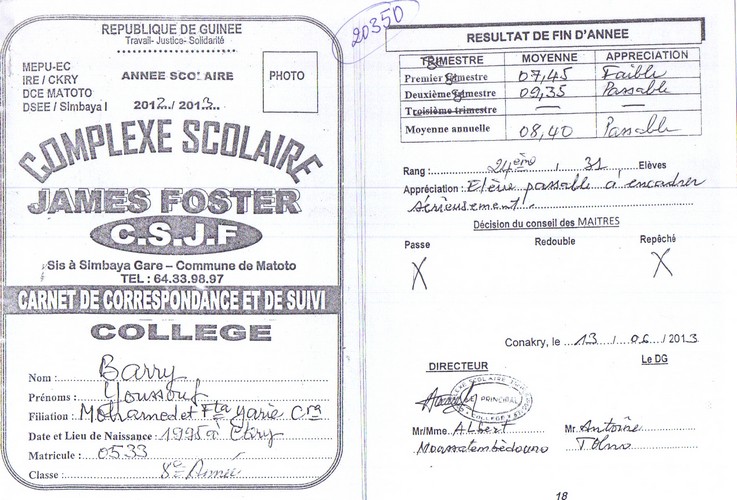 REPUBLIQUE DE GUINEE
Travail- Justice- Solidarité
MEPU-EC
IRE / CKRY
DCE MATOTO
DSEE / Simbaya I
ANNEE SCOLAIRE
2012../ 2013...
PHOTO
COMPLEXE SCOLAIRE
JAMES FOSTER
C.S.J.F
Sis à Simbaya Gare – Commune de Matoto
TEL : 64.33.98.97
CARNET DE CORRESPONDANCE ET DE SUIVI
COLLEGE
Nom : Barry
Prénoms : Youssouf
Filiation : Mohamed et Fta Yarie Cra
Date et Lieu de Naissance : 1995 à Ckry
Matricule : 0533
Classe : 8e Année
20350
RESULTAT DE FIN D'ANNEE
TRIMESTRE MOYENNE APPRECIATION
Premier Semestre 07,45 Faible
Deuxième Semestre 09,35 Passable
Troisième trimestre — —
Moyenne annuelle 08,40 Passable
Rang : 24ème / 31 Elèves
Appréciation : Elève passable à encadrer
sérieusement.
Décision du conseil des MAITRES
Passe Redouble Repêché
X X
Conakry, le 13 / 06 / 2013
DIRECTEUR Le DG
LE PRINCIPAL
COLLEGE
Mr/Mme Albert Mr Antoine
Tolno
18